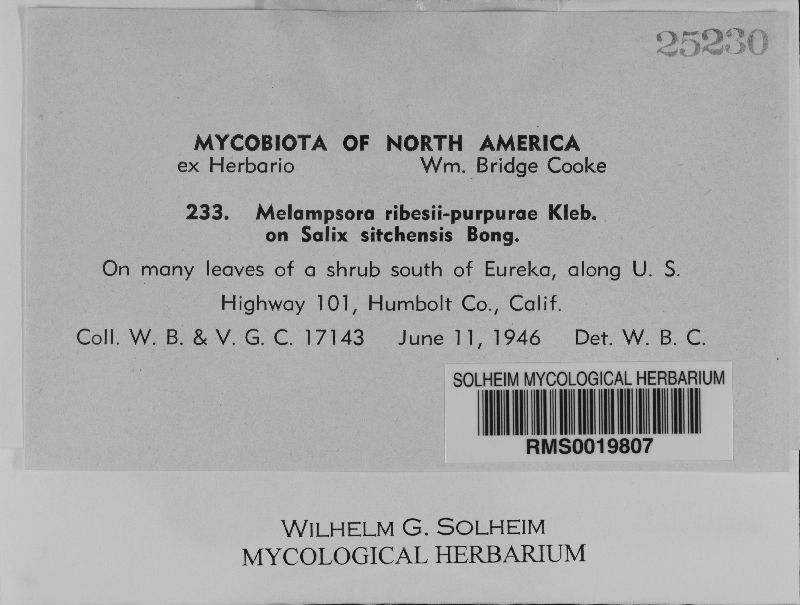 25230
MYCOBIOTA OF NORTH AMERICA
ex Herbario Wm. Bridge Cooke
233. Melampsora ribesii-purpurae Kleb.
on Salix sitchensis Bong.
On many leaves of a shrub south of Eureka, along U. S.
Highway 101, Humbolt Co., Calif.
Coll. W. B. & V. G. C. 17143 June 11, 1946 Det. W. B. C.
SOLHEIM MYCOLOGICAL HERBARIUM
RMS0019807
WILHELM G. SOLHEIM
MYCOLOGICAL HERBARIUM